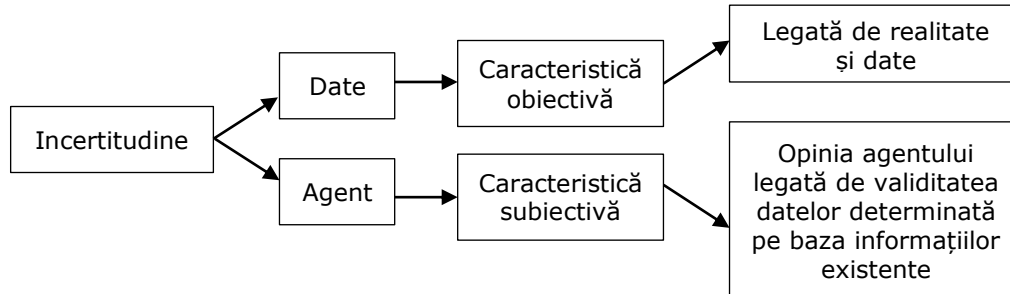 Incertitudine
Date
Caracteristică
obiectivă
Legată de realitate
și date
Agent
Caracteristică
subiectivă
Opinia agentului
legată de validitatea
datelor determinată
pe baza informațiilor
existente